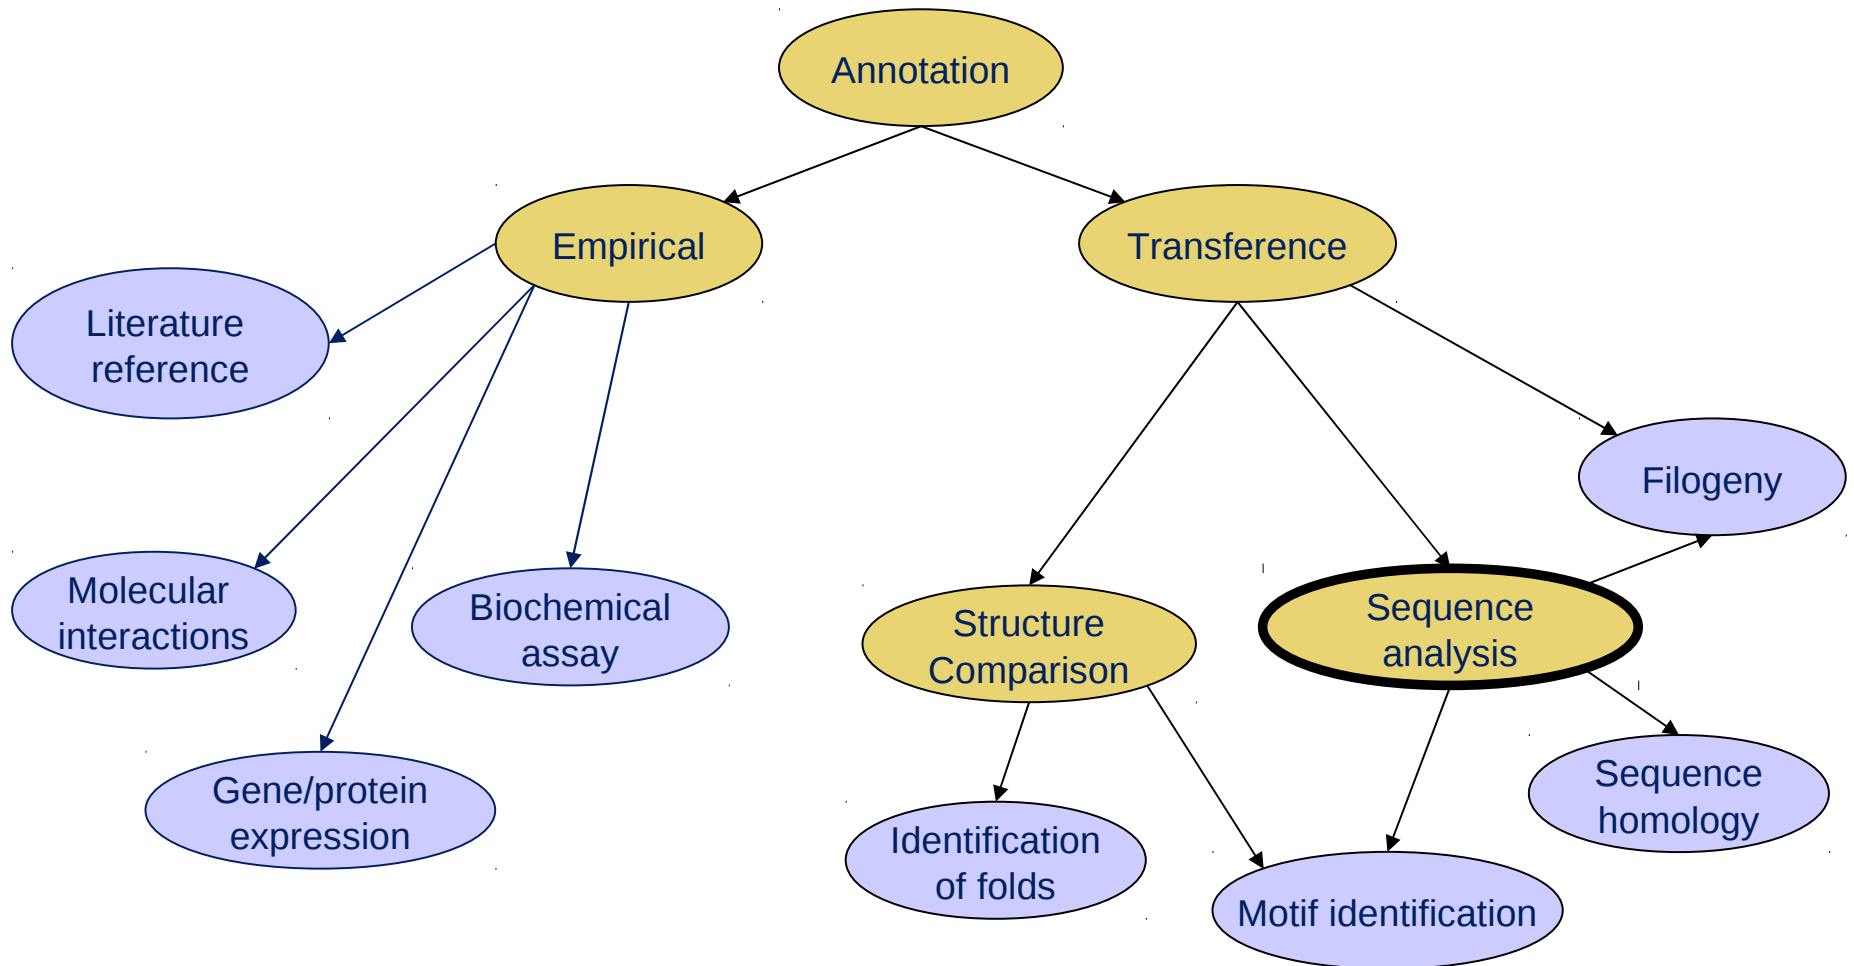 Annotation
Empirical
Transference
Literature
reference
Filogeny
Molecular
interactions
Biochemical
assay
Structure
Comparison
Sequence
analysis
Gene/protein
expression
Sequence
homology
Identification
of folds
Motif identification